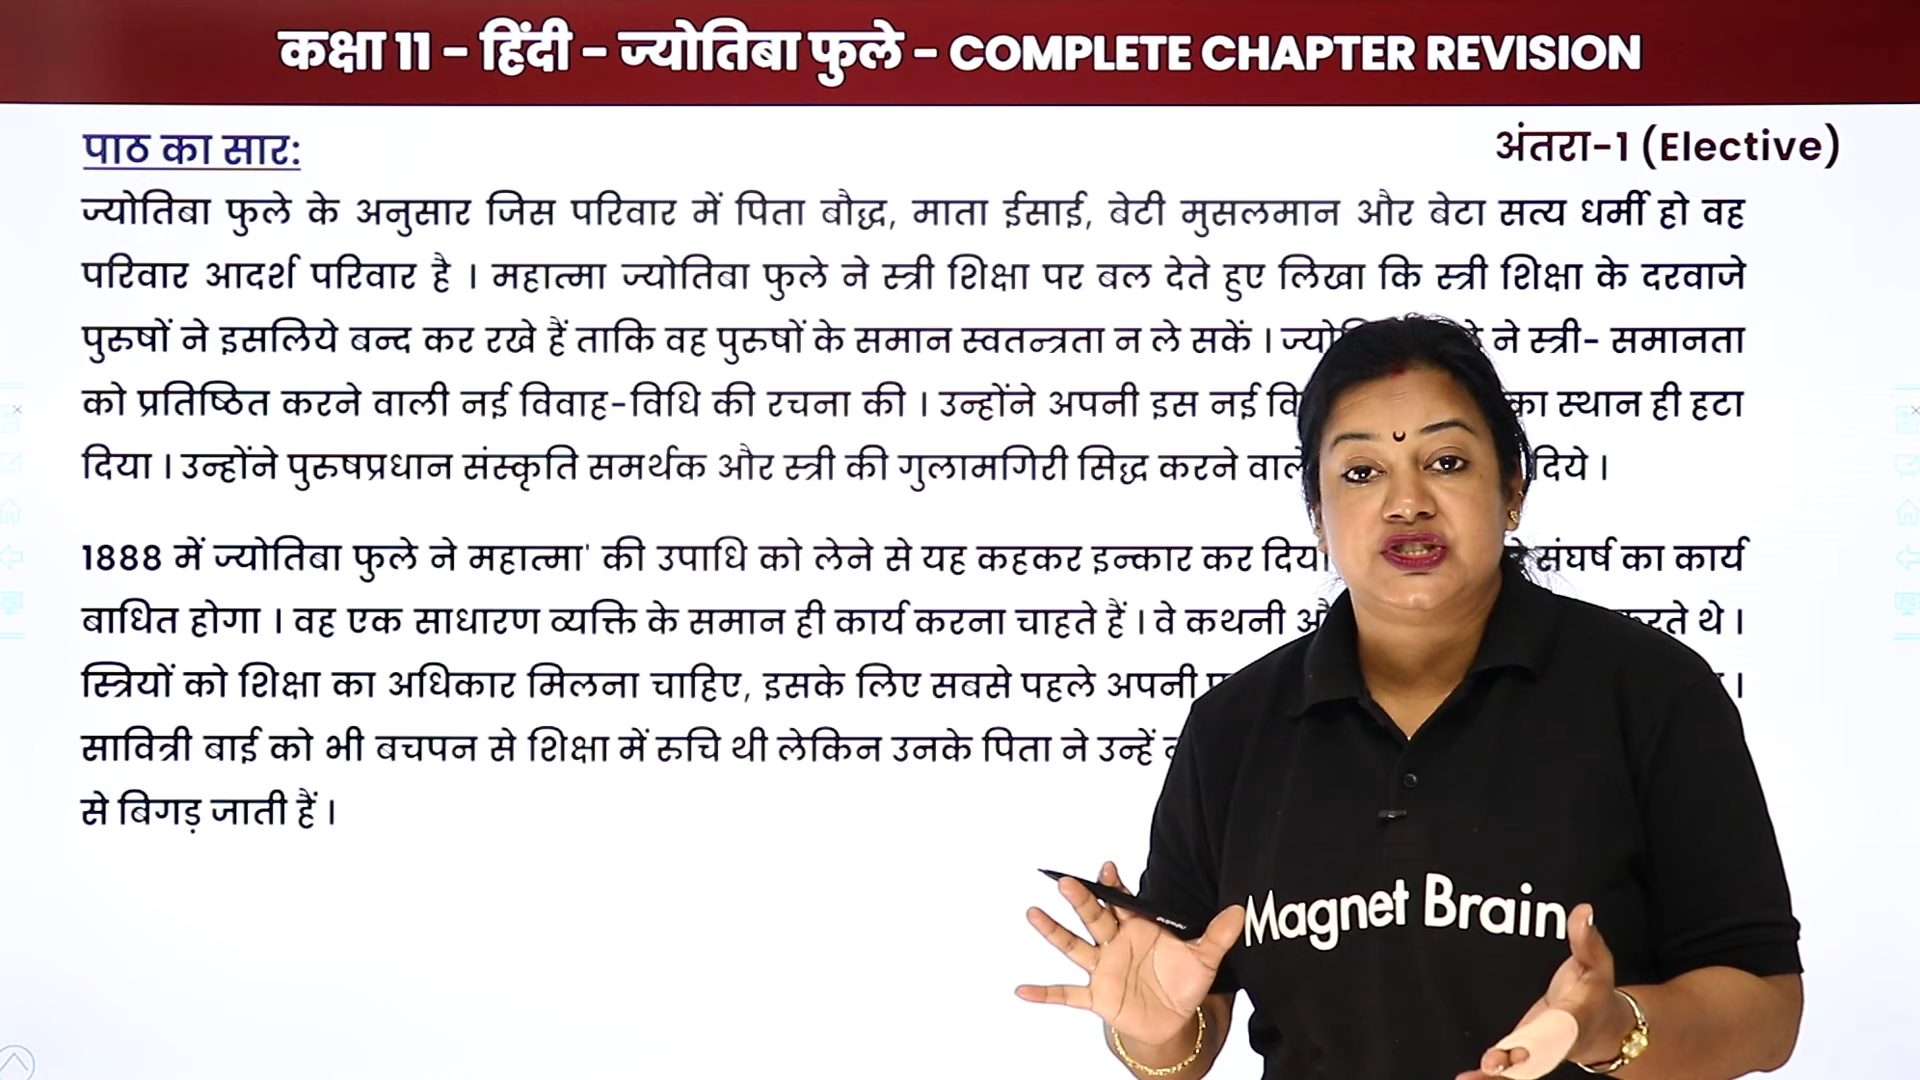 कक्षा 11 - हिंदी - ज्योतिबा फुले - COMPLETE CHAPTER REVISION
पाठ का सार:
अंतरा-1 (Elective)
ज्योतिबा फुले के अनुसार जिस परिवार में पिता बौद्ध, माता ईसाई, बेटी मुसलमान और बेटा सत्य धर्मी हो वह
परिवार आदर्श परिवार है । महात्मा ज्योतिबा फुले ने स्त्री शिक्षा पर बल देते हुए लिखा कि स्त्री शिक्षा के दरवाजे
पुरुषों ने इसलिये बन्द कर रखे हैं ताकि वह पुरुषों के समान स्वतन्त्रता न ले सकें । ने स्त्री- समानता
को प्रतिष्ठित करने वाली नई विवाह-विधि की रचना की । उन्होंने अपनी इस नई का स्थान ही हटा
दिया । उन्होंने पुरुषप्रधान संस्कृति समर्थक और स्त्री की गुलामगिरी सिद्ध करने वाले दिये ।
1888 में ज्योतिबा फुले ने महात्मा' की उपाधि को लेने से यह कहकर इन्कार कर दिया संघर्ष का कार्य
बाधित होगा । वह एक साधारण व्यक्ति के समान ही कार्य करना चाहते हैं । वे कथनी करते थे ।
स्त्रियों को शिक्षा का अधिकार मिलना चाहिए, इसके लिए सबसे पहले अपनी ।
सावित्री बाई को भी बचपन से शिक्षा में रुचि थी लेकिन उनके पिता ने उन्हें
से बिगड़ जाती हैं ।
Magnet Brain